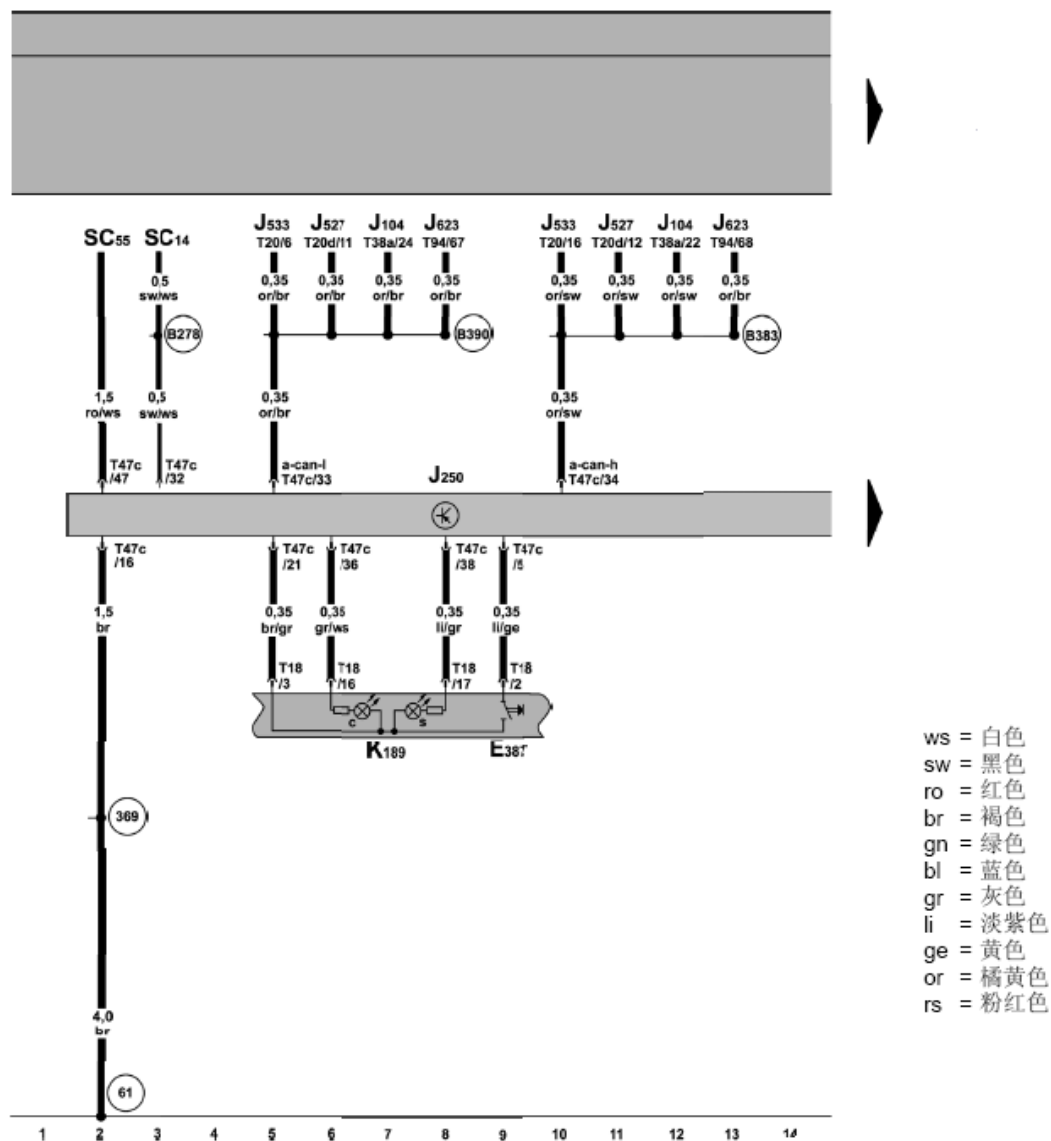 SC55 SC14
J533 J527 J104 J623 J533 J527 J104 J623
T20/6 T20d/11 T38a/24 T94/67 T20/16 T20d/12 T38a/22 T94/68
0,5 0,35 0,35 0,35 0,35 0,35 0,35 0,35 0,35
sw/ws or/br or/br or/br or/br or/sw or/sw or/sw or/br
B278 B390 B383
1,5 0,5 0,35 0,35
ro/ws sw/ws or/br or/sw
T47c T47c a-can-l J250 a-can-h
/47 /32 T47c/33 T47c/34
T47c T47c T47c T47c T47c
/16 /21 /36 /38 /5
1,5 0,35 0,35 0,35 0,35
br br/gr gr/ws li/gr li/ge
T18 T18 T18 T18
/3 /16 /17 /2
c s
K189 E387
369
4,0
br
61
1 2 3 4 5 6 7 8 9 10 11 12 13 14
ws = 白色
sw = 黑色
ro = 红色
br = 褐色
gn = 绿色
bl = 蓝色
gr = 灰色
li = 淡紫色
ge = 黄色
or = 橘黄色
rs = 粉红色